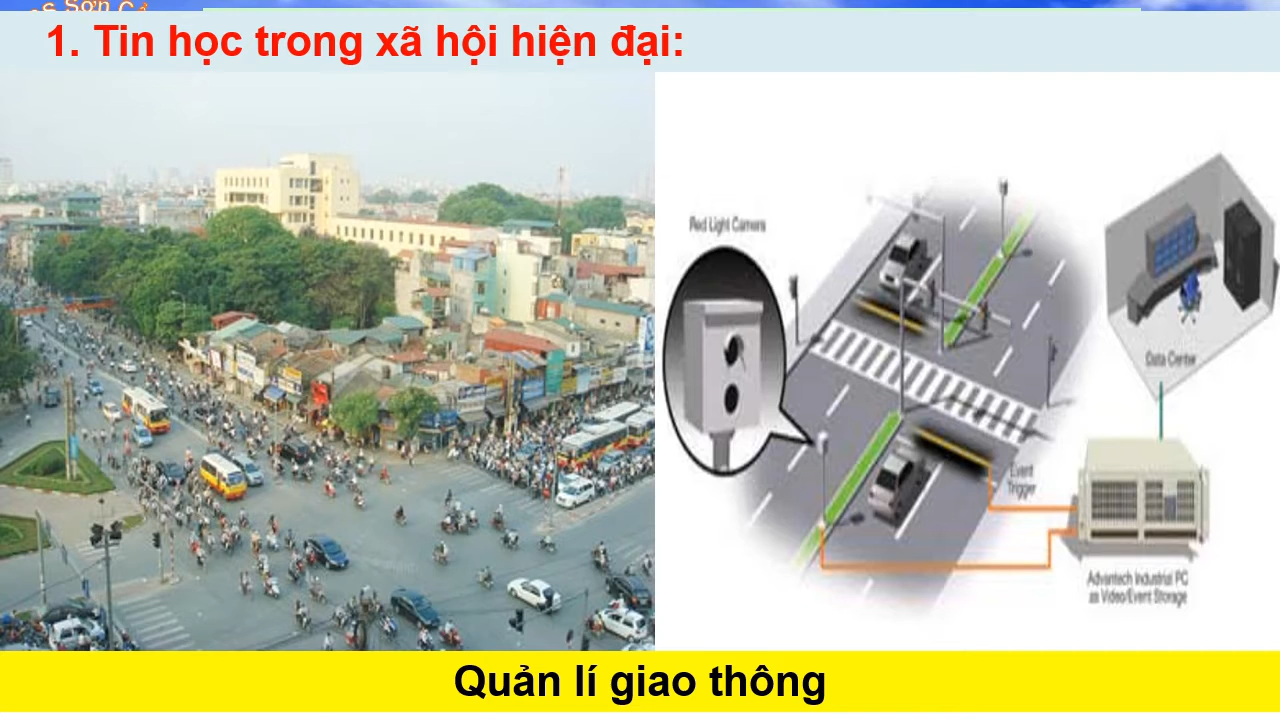 Sơn
1. Tin học trong xã hội hiện đại:
Red Light Camera
Data Center
Event
Trigger
Advantech Industrial PC
as Video/Event Storage
Quản lí giao thông